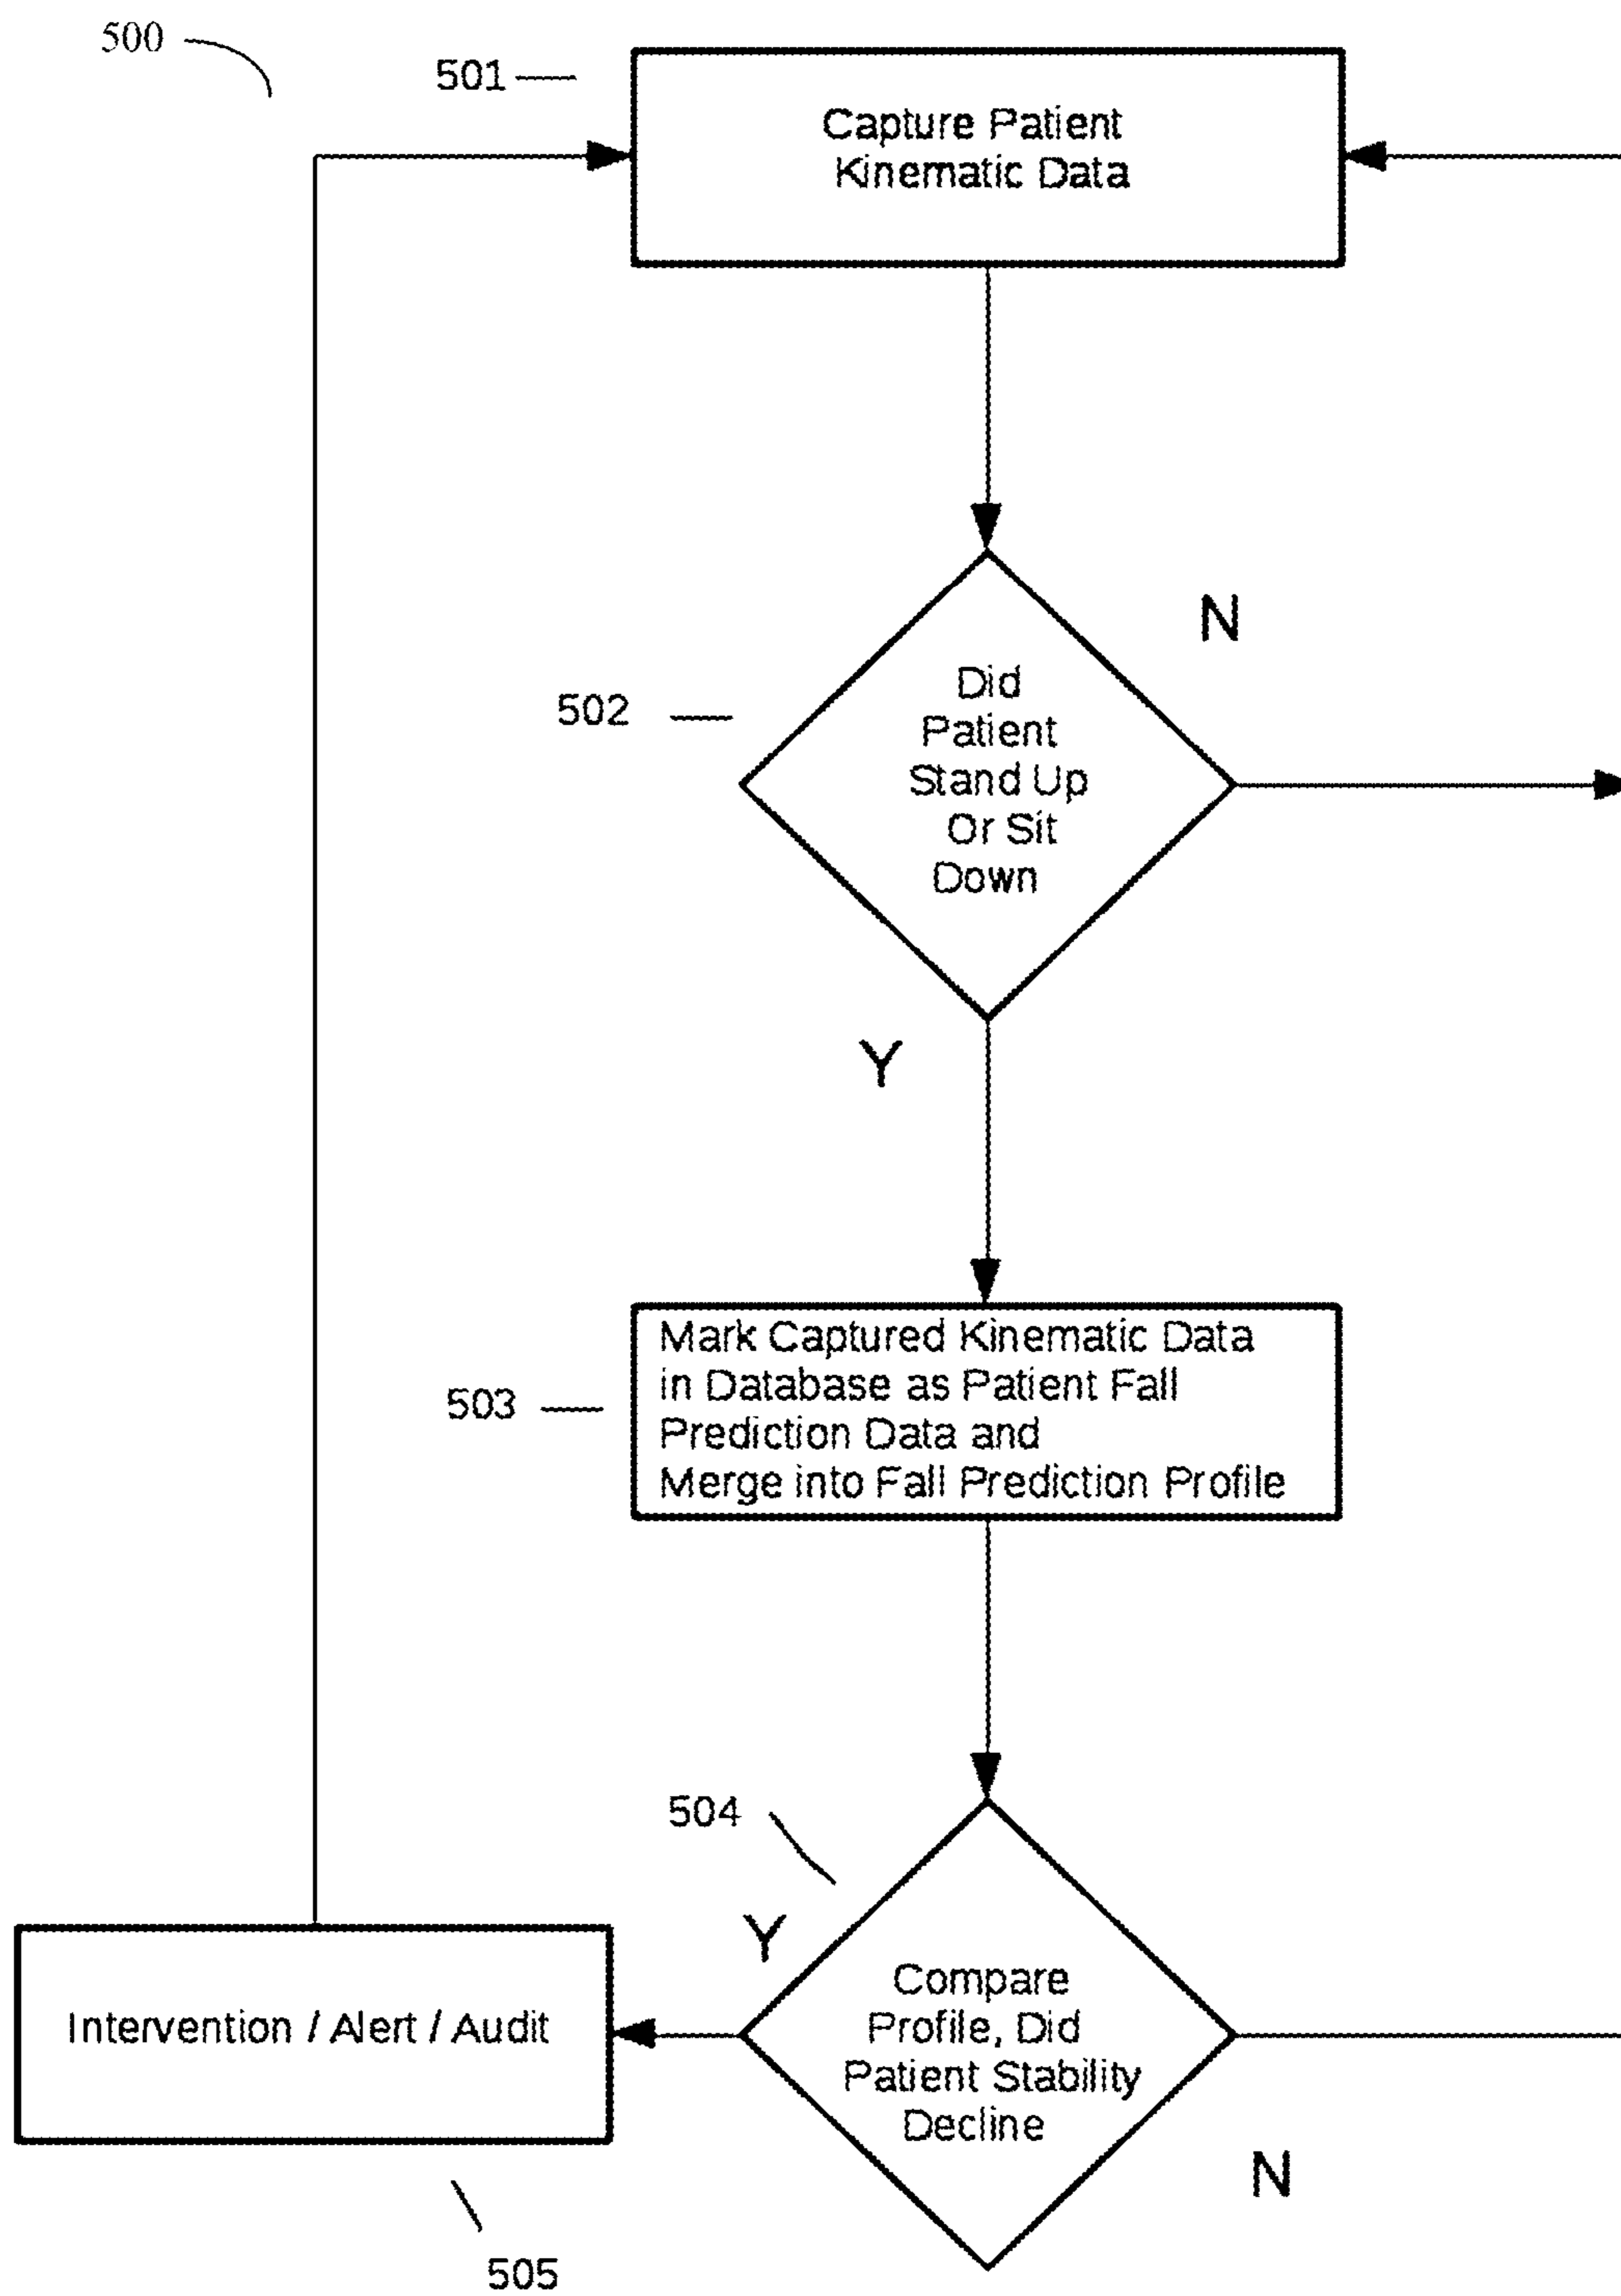 500
501
Capture Patient
Kinematic Data
N
502
Did
Patient
Stand Up
Or Sit
Down
Y
503
Mark Captured Kinematic Data
in Database as Patient Fall
Prediction Data and
Merge into Fall Prediction Profile
504
Y
Compare
Profile, Did
Patient Stability
Decline
Intervention / Alert / Audit
N
505